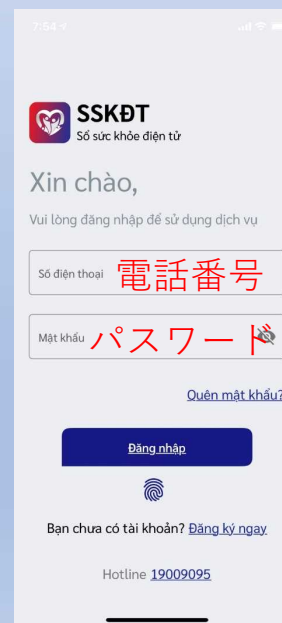 7:54
SSKĐT
Sổ sức khỏe điện tử
Xin chào,
Vui lòng đăng nhập để sử dụng dịch vụ
Số điện thoại 電話番号
Mật khẩu パスワード
Quên mật khẩu?
Đăng nhập
Bạn chưa có tài khoản? Đăng ký ngay
Hotline 19009095